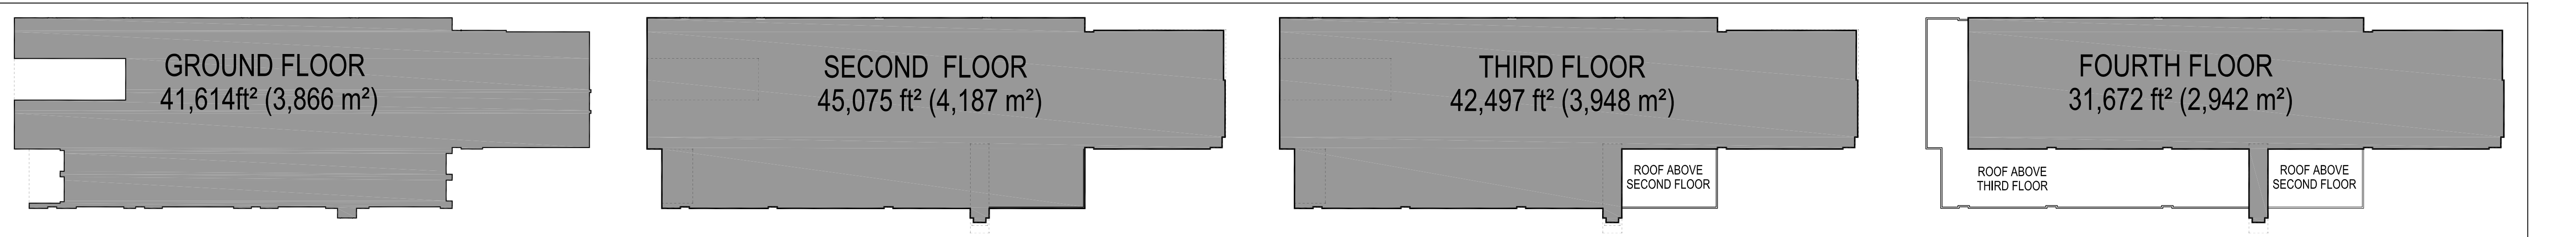 GROUND FLOOR
41,614ft² (3,866 m²)
SECOND FLOOR
45,075 ft² (4,187 m²)
THIRD FLOOR
42,497 ft² (3,948 m²)
ROOF ABOVE
SECOND FLOOR
FOURTH FLOOR
31,672 ft² (2,942 m²)
ROOF ABOVE
THIRD FLOOR
ROOF ABOVE
SECOND FLOOR